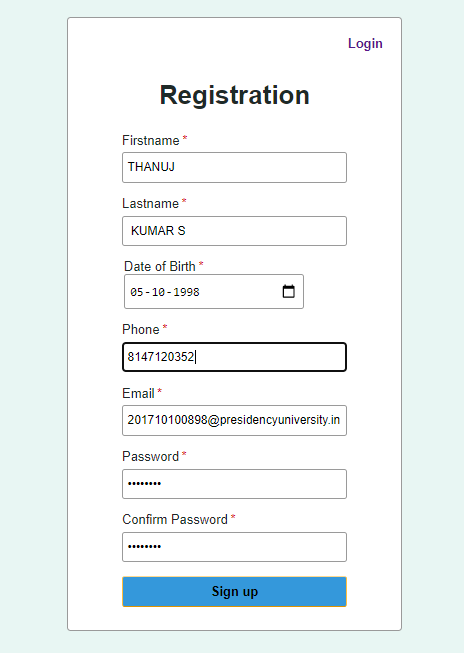 Login
Registration
Firstname *
THANUJ
Lastname *
KUMAR S
Date of Birth *
05-10-1998
Phone *
8147120352
Email *
201710100898@presidencyuniversity.in
Password *
••••••••
Confirm Password *
••••••••
Sign up